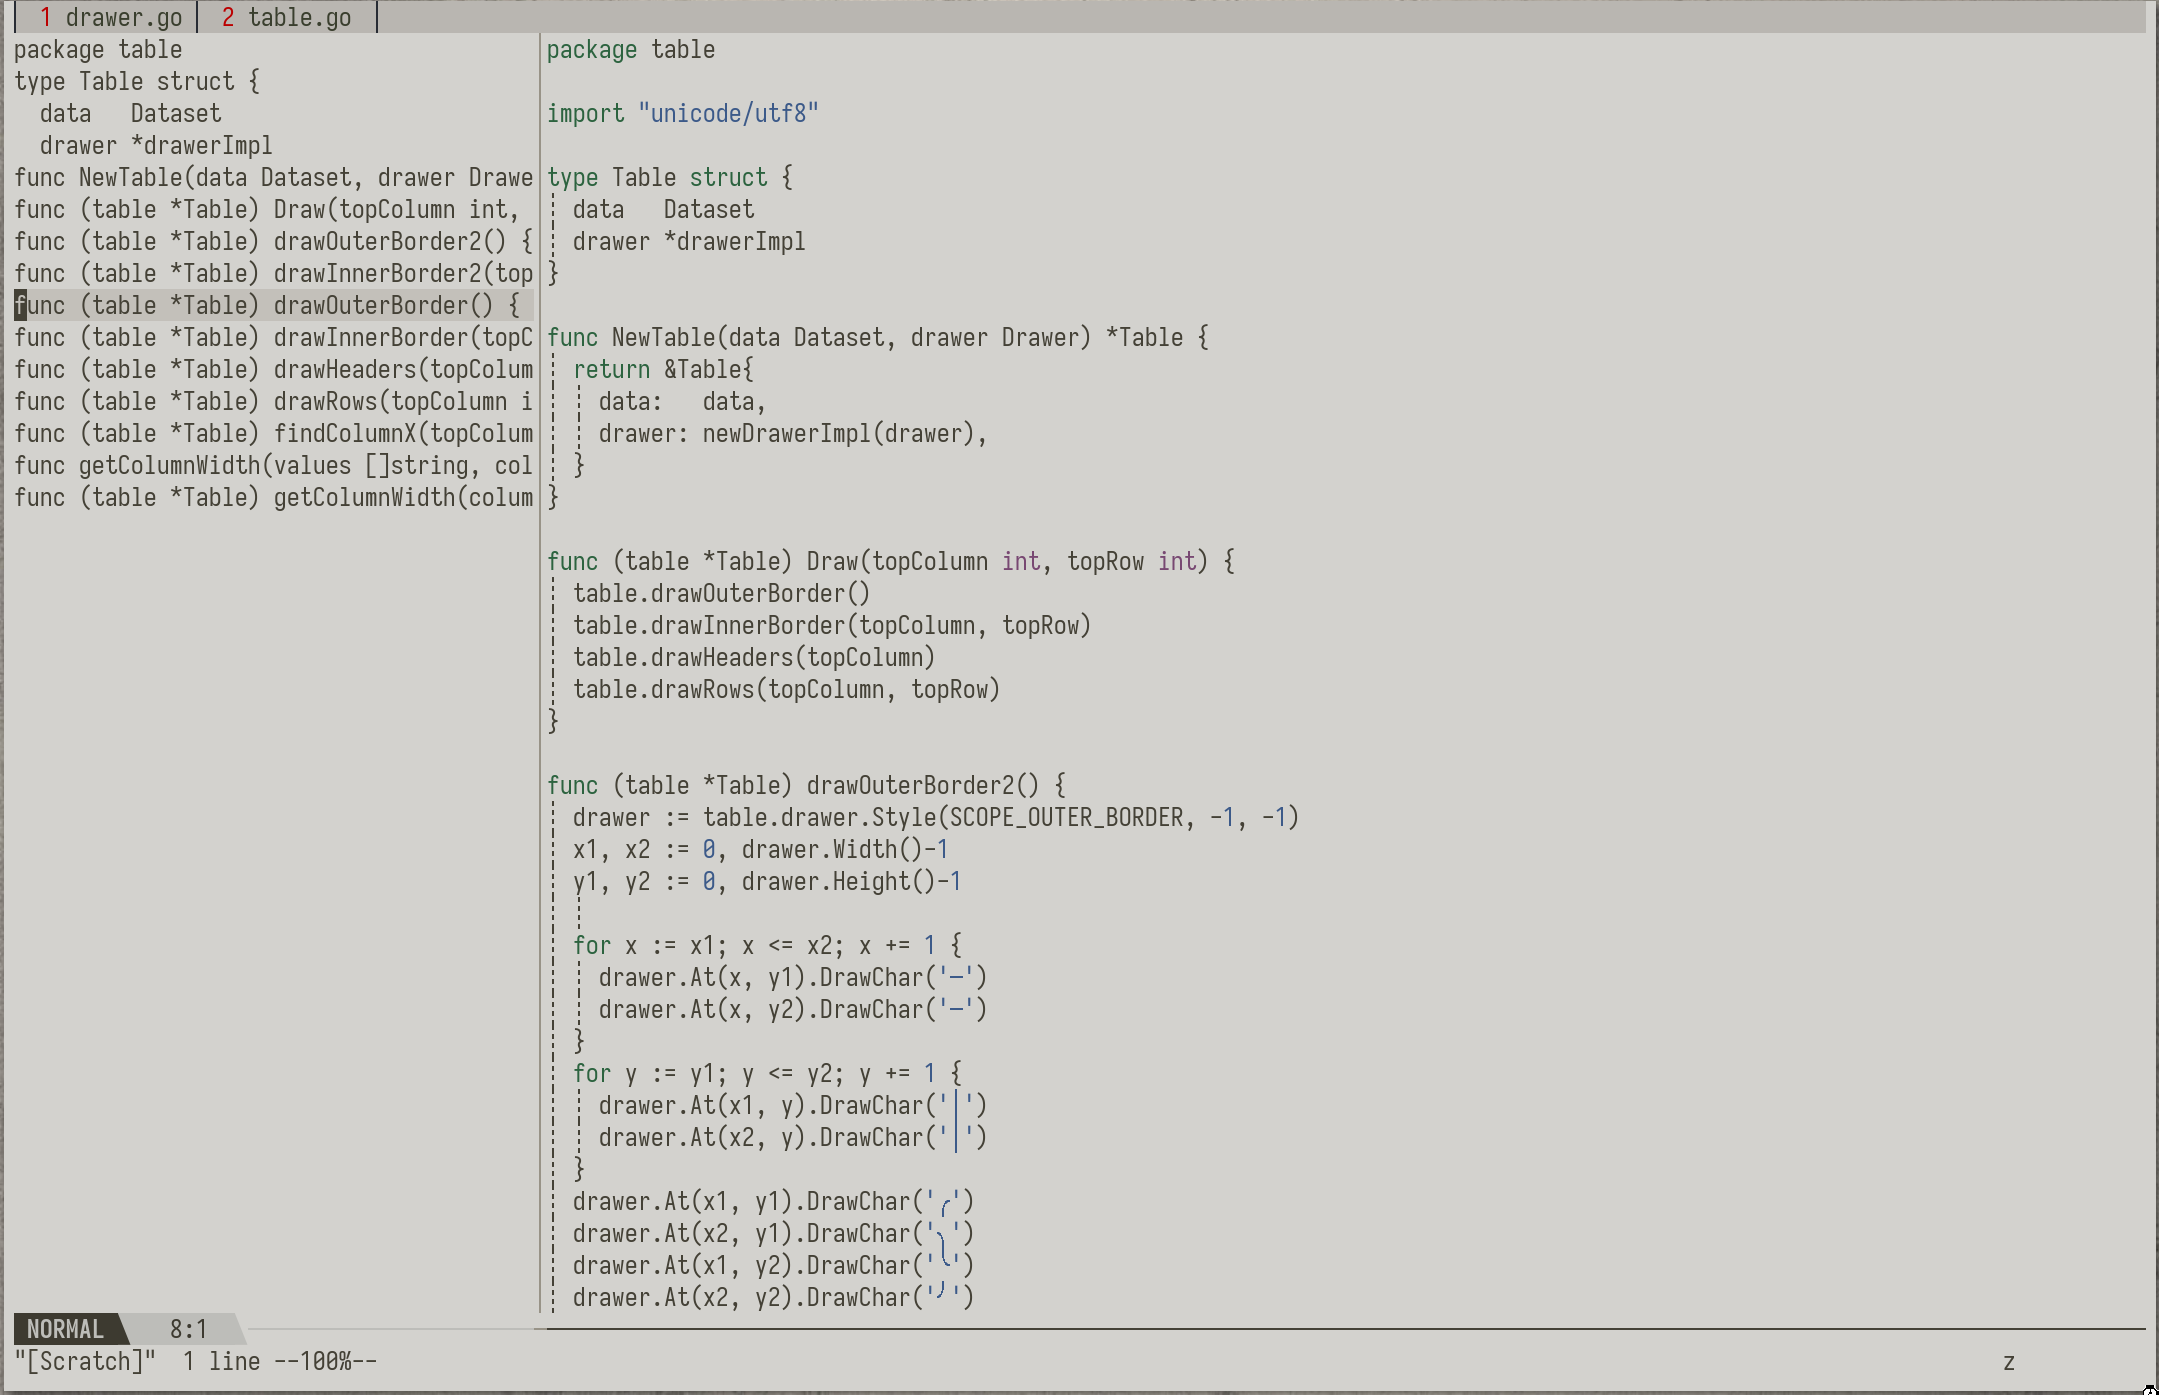 1 drawer.go 2 table.go
package table
type Table struct {
  data   Dataset
  drawer *drawerImpl
func NewTable(data Dataset, drawer Drawe
func (table *Table) Draw(topColumn int,
func (table *Table) drawOuterBorder2() {
func (table *Table) drawInnerBorder2(top
func (table *Table) drawOuterBorder() {
func (table *Table) drawInnerBorder(topC
func (table *Table) drawHeaders(topColum
func (table *Table) drawRows(topColumn i
func (table *Table) findColumnX(topColum
func getColumnWidth(values []string, col
func (table *Table) getColumnWidth(colum
package table
import "unicode/utf8"
type Table struct {
  data   Dataset
  drawer *drawerImpl
}
func NewTable(data Dataset, drawer Drawer) *Table {
  return &Table{
    data:   data,
    drawer: newDrawerImpl(drawer),
  }
}
func (table *Table) Draw(topColumn int, topRow int) {
  table.drawOuterBorder()
  table.drawInnerBorder(topColumn, topRow)
  table.drawHeaders(topColumn)
  table.drawRows(topColumn, topRow)
}
func (table *Table) drawOuterBorder2() {
  drawer := table.drawer.Style(SCOPE_OUTER_BORDER, -1, -1)
  x1, x2 := 0, drawer.Width()-1
  y1, y2 := 0, drawer.Height()-1
  for x := x1; x <= x2; x += 1 {
    drawer.At(x, y1).DrawChar('─')
    drawer.At(x, y2).DrawChar('─')
  }
  for y := y1; y <= y2; y += 1 {
    drawer.At(x1, y).DrawChar('│')
    drawer.At(x2, y).DrawChar('│')
  }
  drawer.At(x1, y1).DrawChar('╭')
  drawer.At(x2, y1).DrawChar('╮')
  drawer.At(x1, y2).DrawChar('╰')
  drawer.At(x2, y2).DrawChar('╯')
NORMAL 8:1
"[Scratch]" 1 line --100%-- z